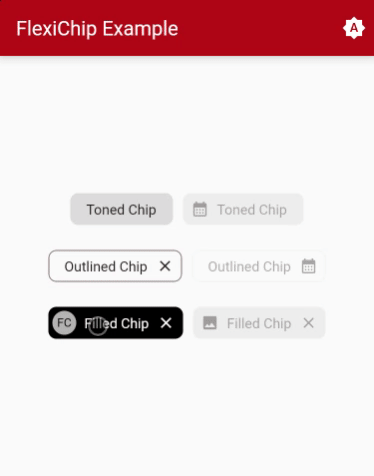 FlexiChip Example A
Toned Chip Toned Chip
Outlined Chip Outlined Chip
FC Filled Chip Filled Chip